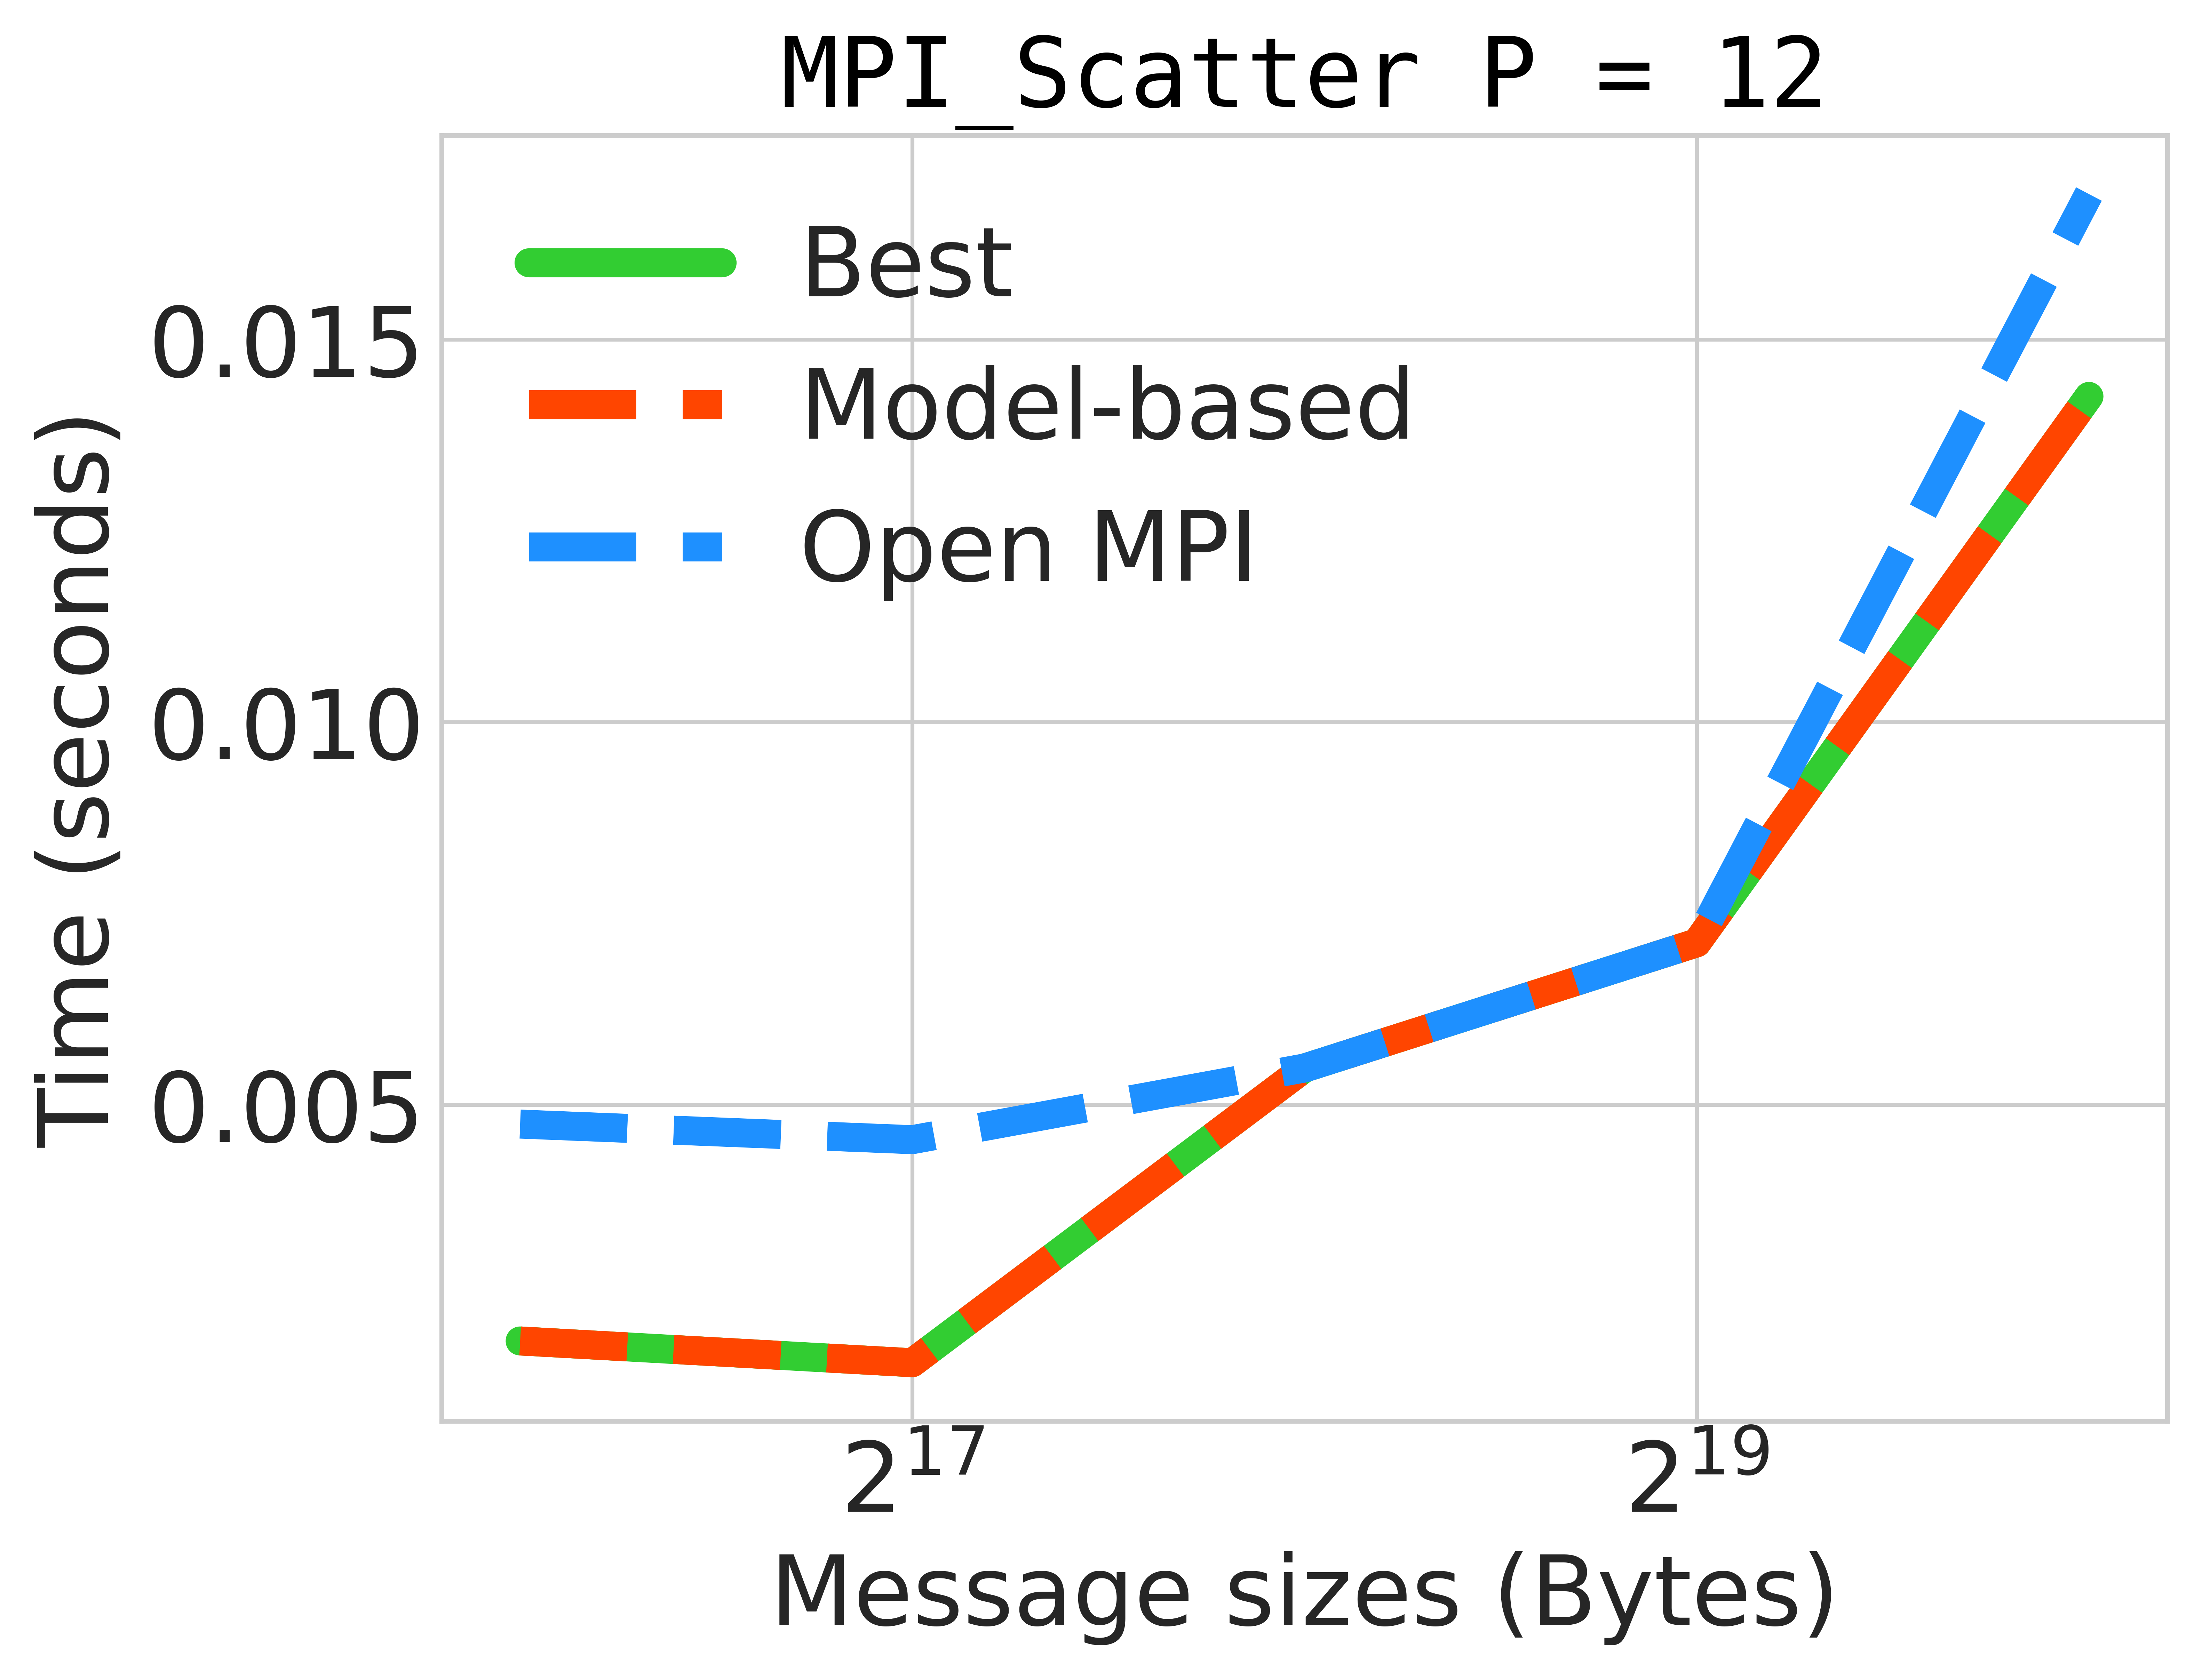 MPI_Scatter P = 12
Best
0.015
Model-based
Open MPI
0.010
0.005
Time (seconds)
2^17 2^19
Message sizes (Bytes)